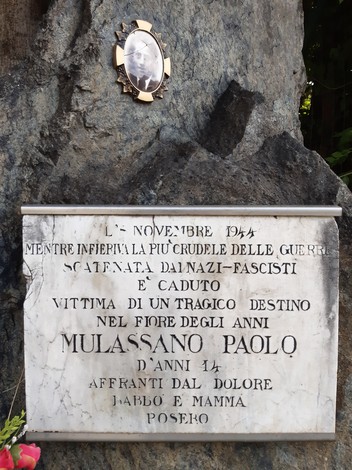 L'- NOVEMBRE 1944
MENTRE INFIERIVA LA PIÙ CRUDELE DELLE GUERRE
SCATENATA DAI NAZI-FASCISTI
È CADUTO
VITTIMA DI UN TRAGICO DESTINO
NEL FIORE DEGLI ANNI
MULASSANO PAOLO
D'ANNI 14
AFFRANTI DAL DOLORE
BABBO E MAMMA
POSERO